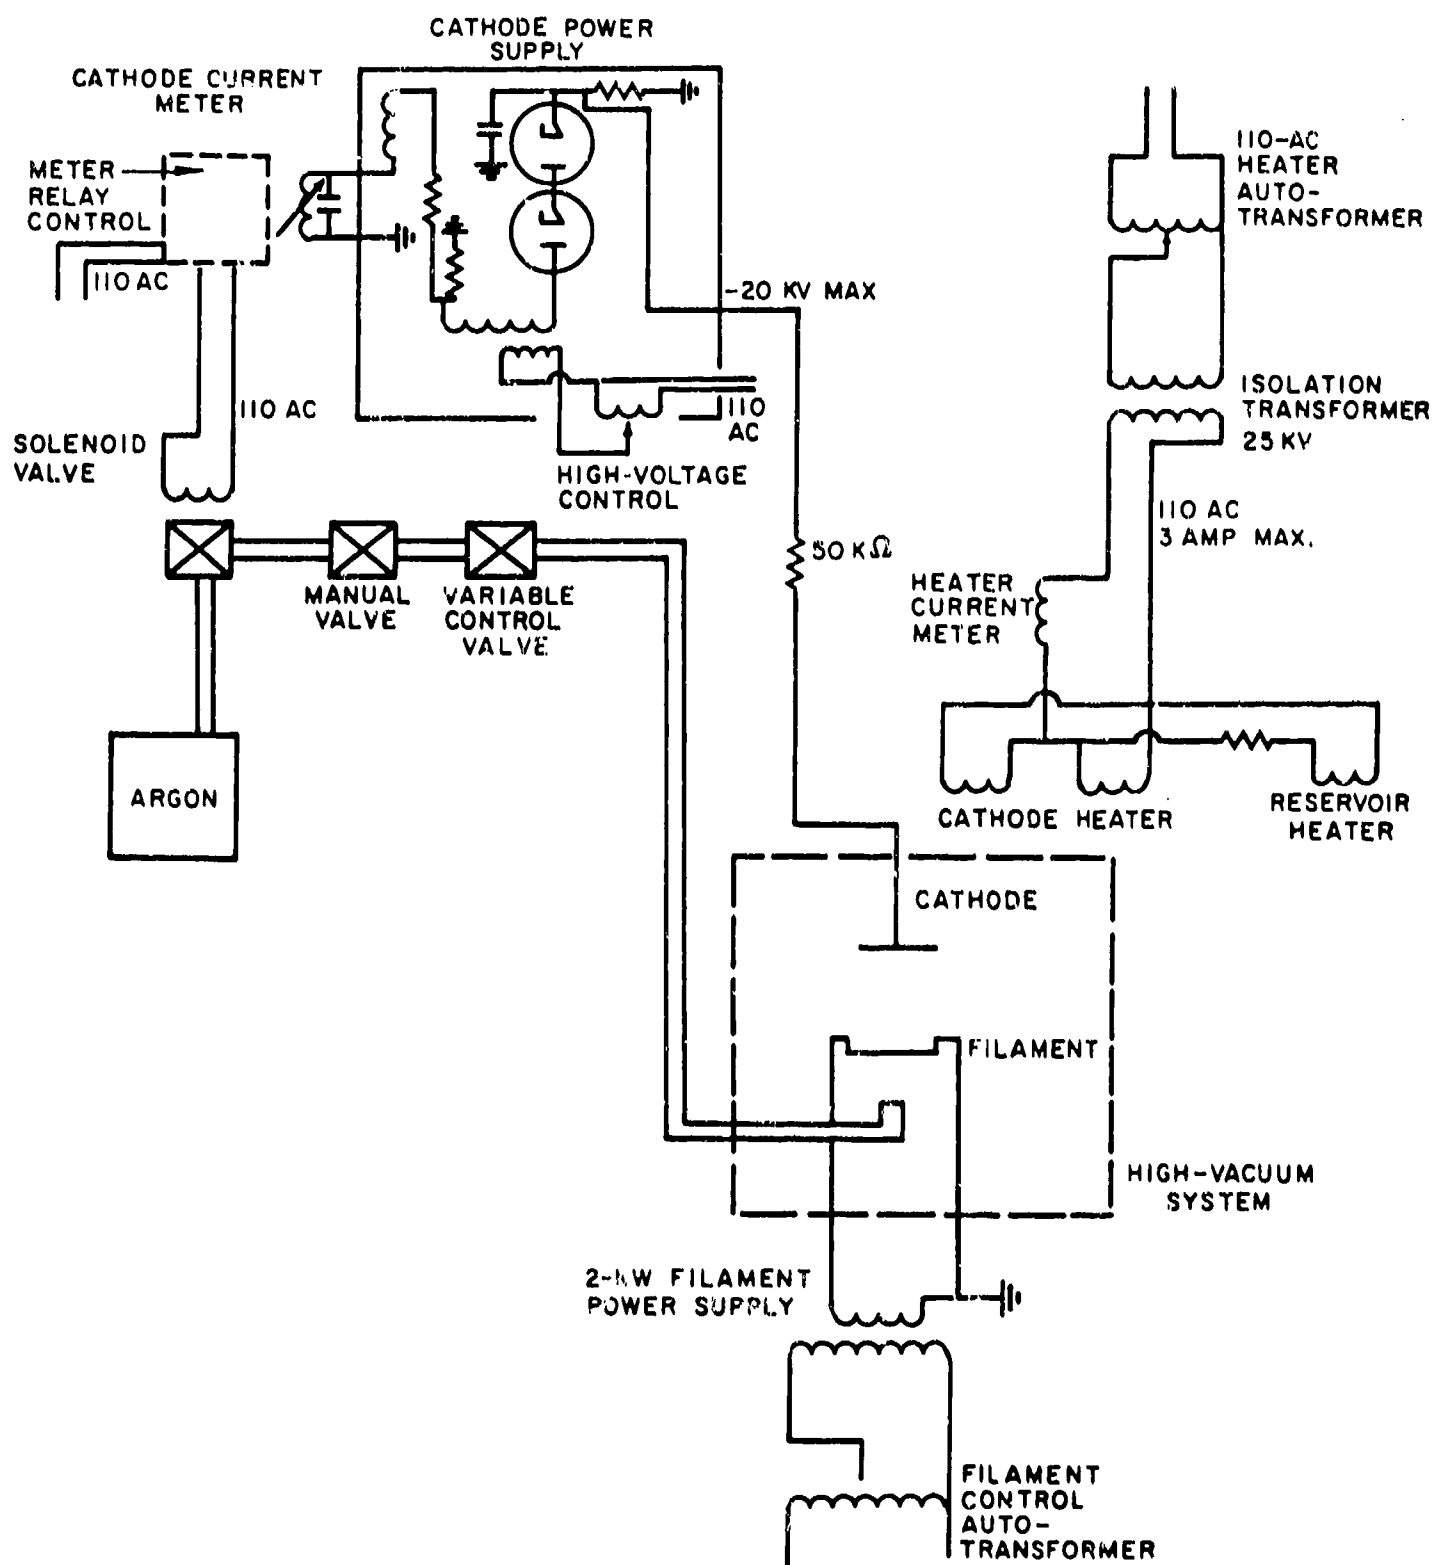 CATHODE POWER
SUPPLY
CATHODE CURRENT
METER
METER
RELAY
CONTROL
110 AC
110 AC
SOLENOID
VALVE
-20 KV MAX
110
AC
HIGH-VOLTAGE
CONTROL
110-AC
HEATER
AUTO-
TRANSFORMER
ISOLATION
TRANSFORMER
25 KV
110 AC
3 AMP MAX.
50 KΩ
MANUAL
VALVE
VARIABLE
CONTROL
VALVE
HEATER
CURRENT
METER
ARGON
CATHODE HEATER
RESERVOIR
HEATER
CATHODE
FILAMENT
HIGH-VACUUM
SYSTEM
2-KW FILAMENT
POWER SUPPLY
FILAMENT
CONTROL
AUTO-
TRANSFORMER